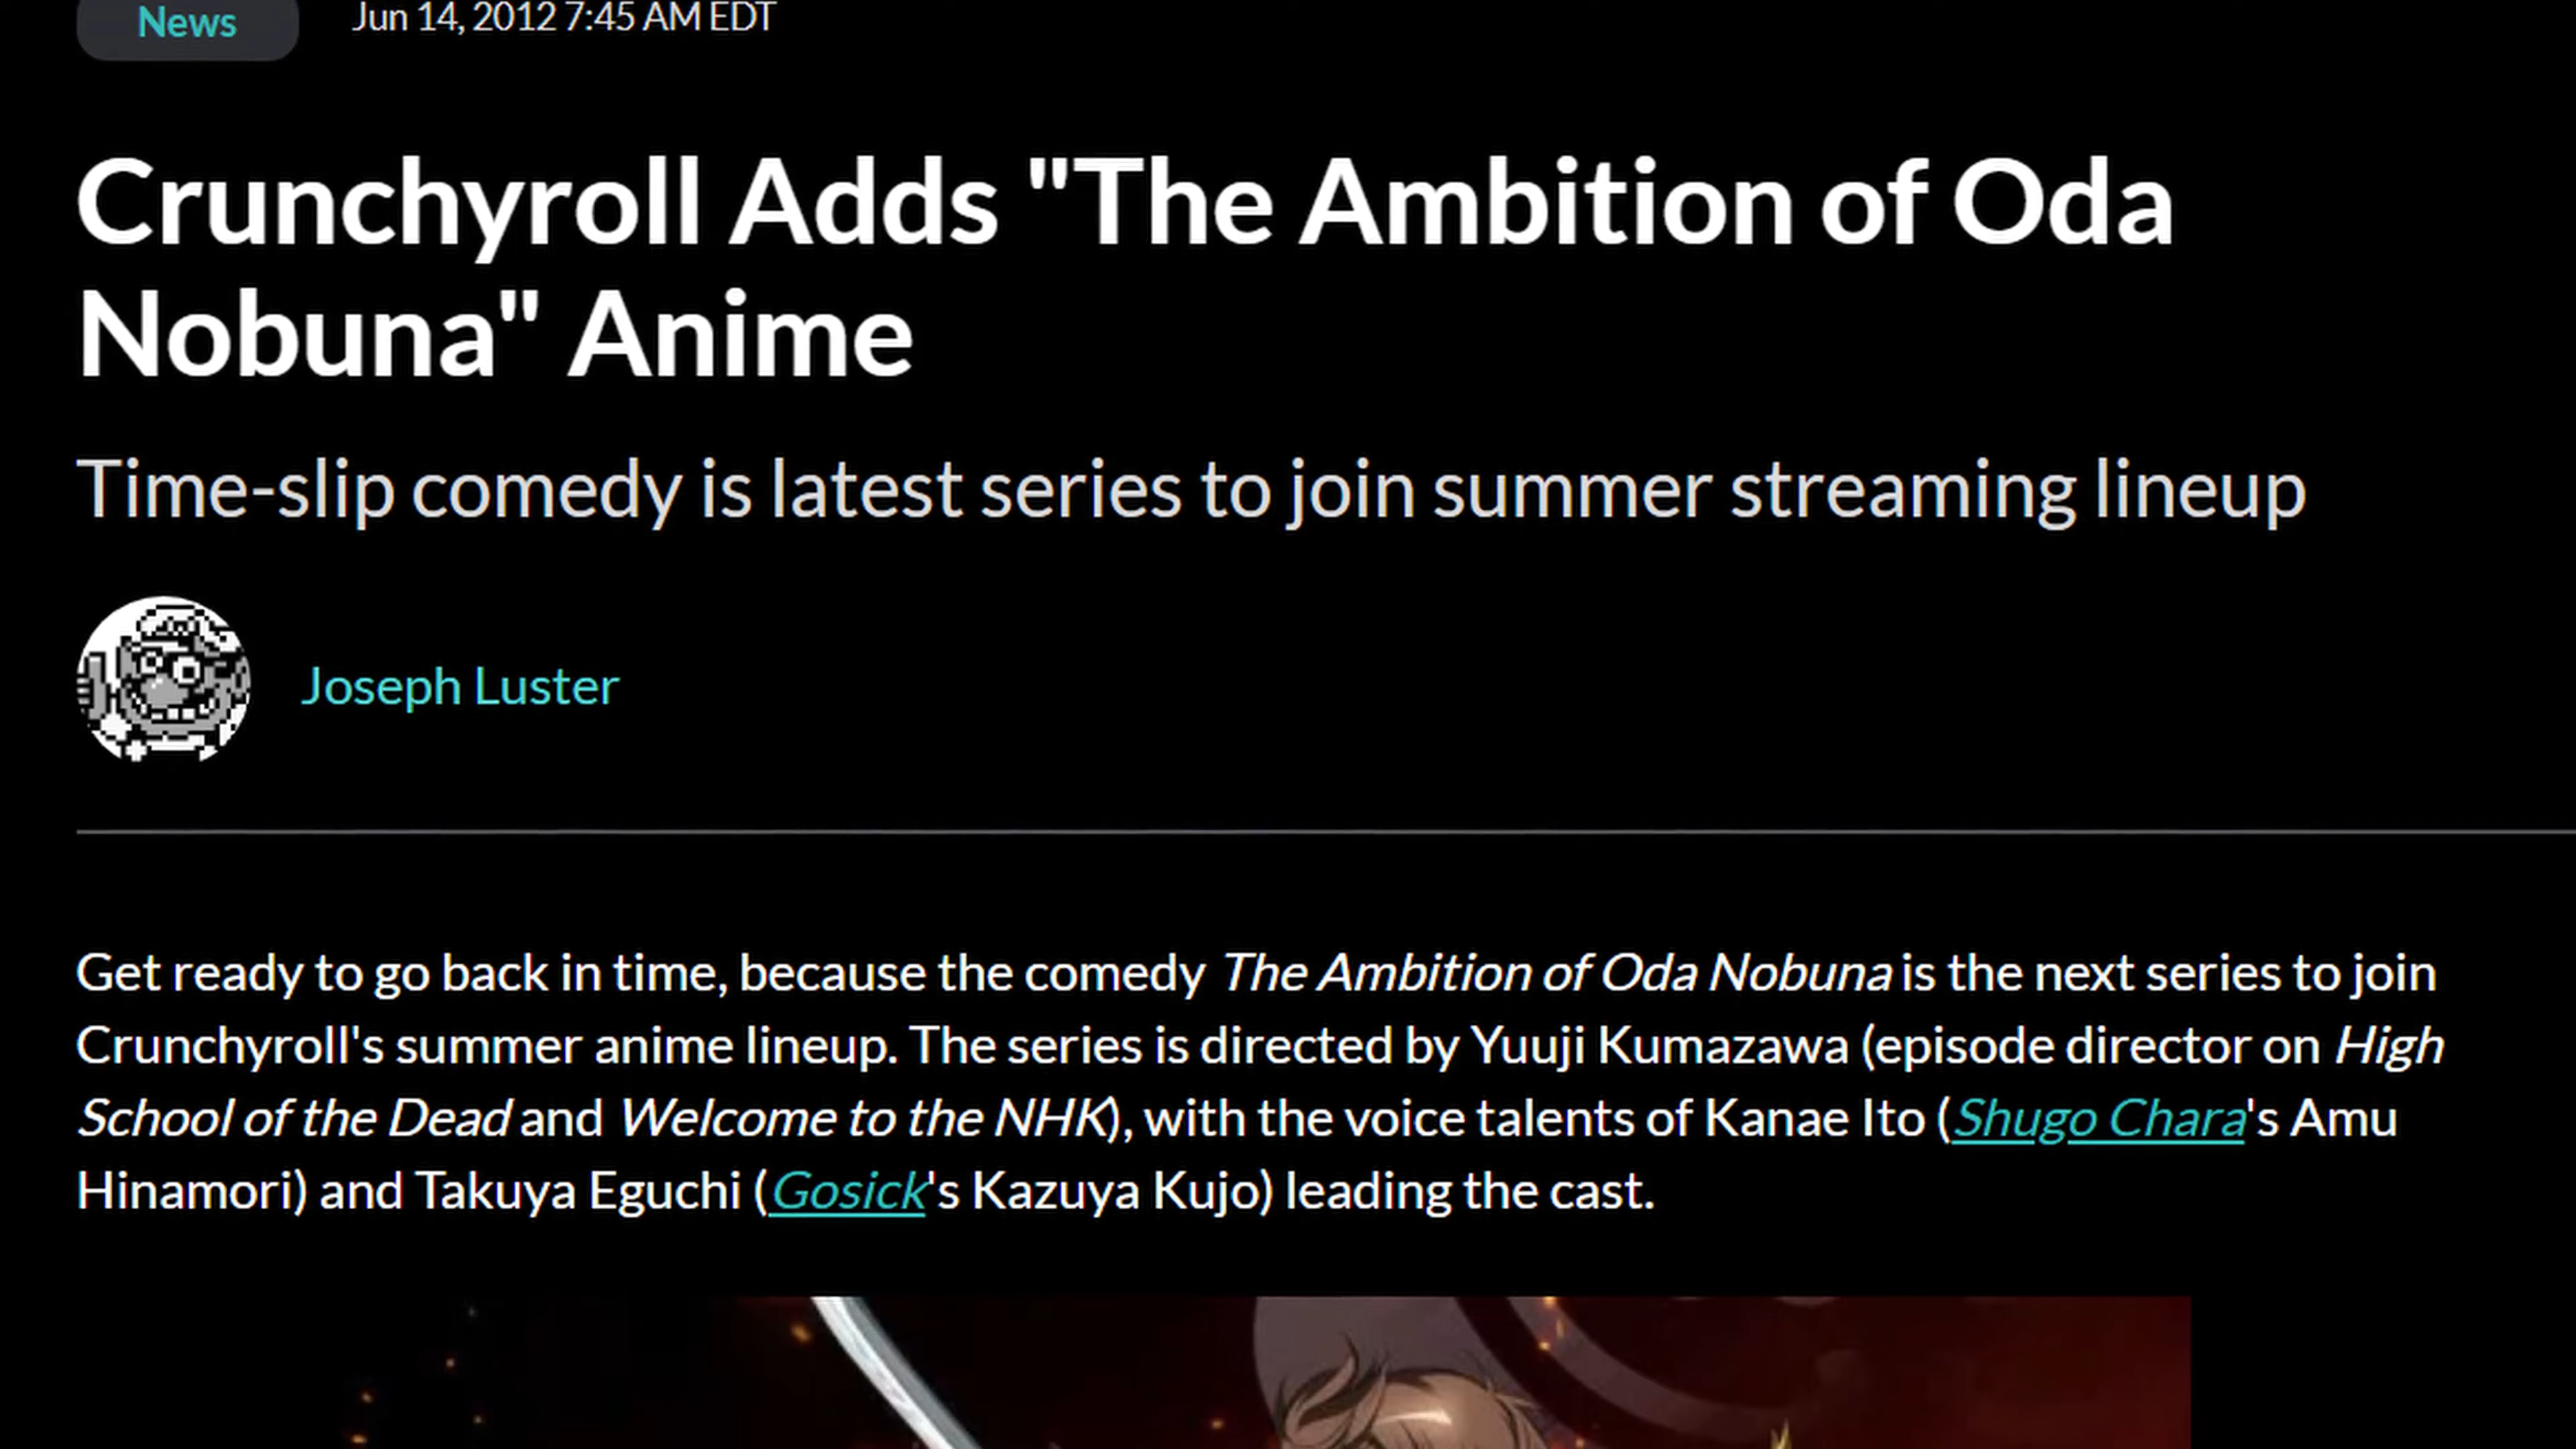 News
Jun 14, 2012 7:45 AM EDT
Crunchyroll Adds "The Ambition of Oda
Nobuna" Anime
Time-slip comedy is latest series to join summer streaming lineup
Joseph Luster
Get ready to go back in time, because the comedy The Ambition of Oda Nobuna is the next series to join
Crunchyroll's summer anime lineup. The series is directed by Yuuji Kumazawa (episode director on High
School of the Dead and Welcome to the NHK), with the voice talents of Kanae Ito (Shugo Chara's Amu
Hinamori) and Takuya Eguchi (Gosick's Kazuya Kujo) leading the cast.